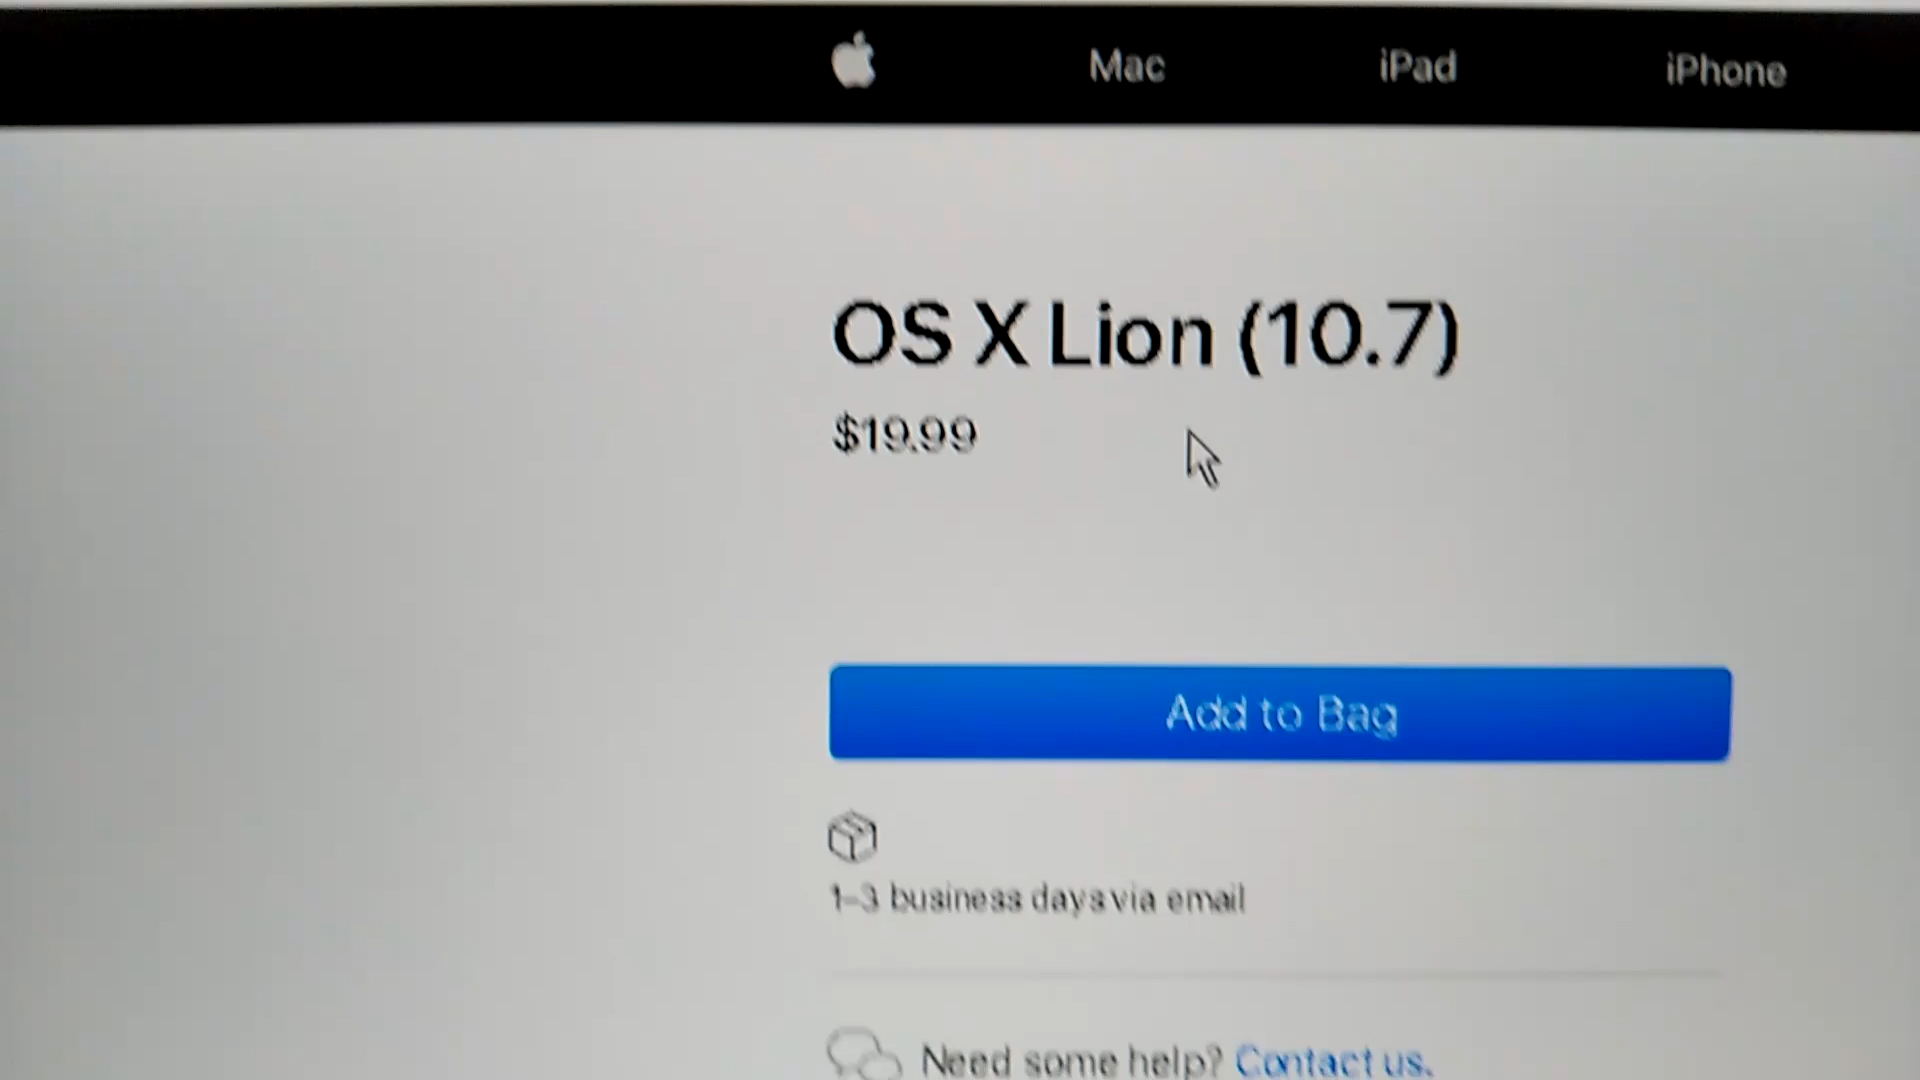 Mac iPad iPhone
OS X Lion (10.7)
$19.99
Add to Bag
1–3 business days via email
Need some help? Contact us.